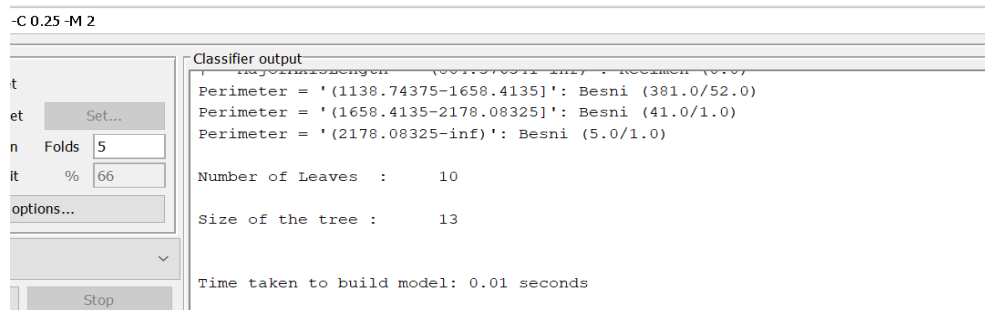 -C 0.25 -M 2
Classifier output
t
Perimeter = '(1138.74375-1658.4135]': Besni (381.0/52.0)
et Set...
Perimeter = '(1658.4135-2178.08325]': Besni (41.0/1.0)
Perimeter = '(2178.08325-inf)': Besni (5.0/1.0)
n Folds 5
it % 66
Number of Leaves : 10
options...
Size of the tree : 13
Time taken to build model: 0.01 seconds
Stop